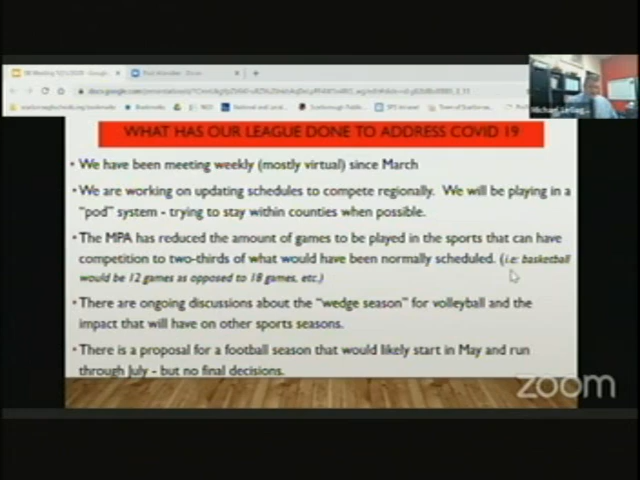 Michael
WHAT HAS OUR LEAGUE DONE TO ADDRESS COVID 19
• We have been meeting weekly (mostly virtual) since March
• We are working on updating schedules to compete regionally. We will be playing in a
"pod" system - trying to stay within counties when possible.
• The MPA has reduced the amount of games to be played in the sports that can have
competition to two-thirds of what would have been normally scheduled. (i.e: basketball
would be 12 games as opposed to 18 games, etc.)
• There are ongoing discussions about the "wedge season" for volleyball and the
impact that will have on other sports seasons.
• There is a proposal for a football season that would likely start in May and run
through July - but no final decisions.
zoom